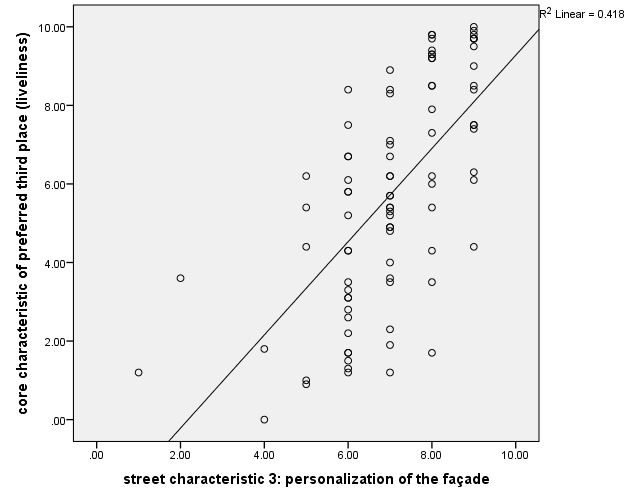 R2 Linear = 0.418
core characteristic of preferred third place (liveliness)
10.00
8.00
6.00
4.00
2.00
.00
.00 2.00 4.00 6.00 8.00 10.00
street characteristic 3: personalization of the façade